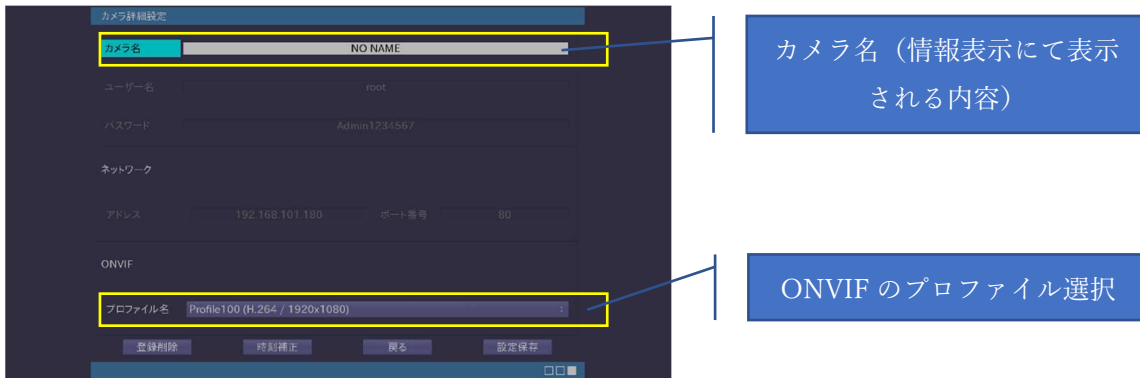 カメラ詳細設定
カメラ名 NO NAME
カメラ名（情報表示にて表示
される内容）
ユーザー名 root
パスワード Admin1234567
ネットワーク
アドレス 192.168.101.180 ポート番号 80
ONVIF
ONVIF のプロファイル選択
プロファイル名 Profile100 (H.264 / 1920x1080)
登録削除 時刻補正 戻る 設定保存